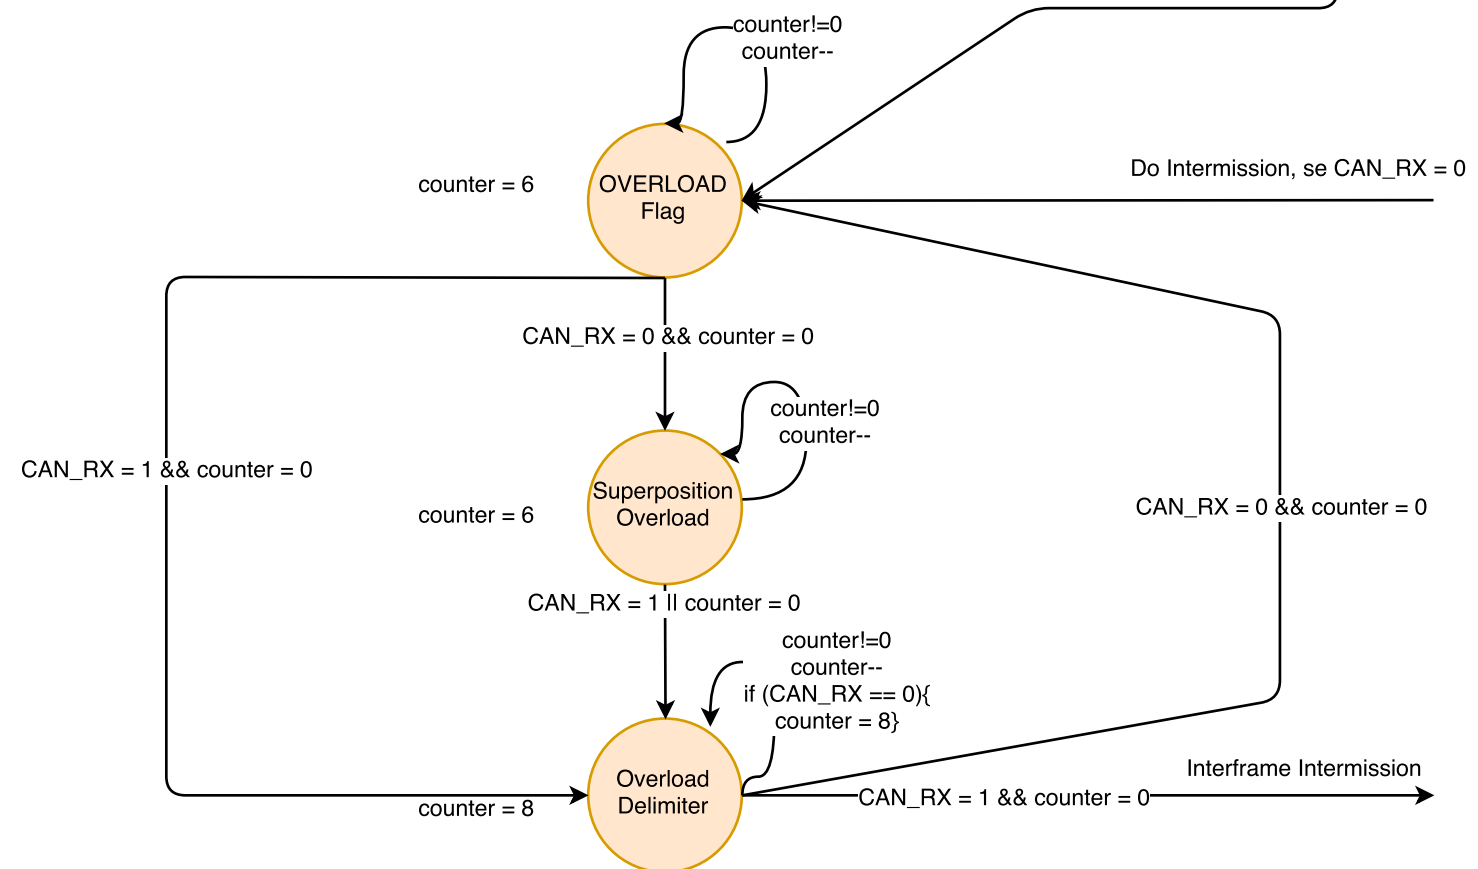 counter!=0
counter--
Do Intermission, se CAN_RX = 0
counter = 6
OVERLOAD
Flag
CAN_RX = 0 && counter = 0
counter!=0
counter--
CAN_RX = 1 && counter = 0
Superposition
Overload
counter = 6
CAN_RX = 0 && counter = 0
CAN_RX = 1 || counter = 0
counter!=0
counter--
if (CAN_RX == 0){
counter = 8}
Overload
Delimiter
counter = 8
Interframe Intermission
CAN_RX = 1 && counter = 0